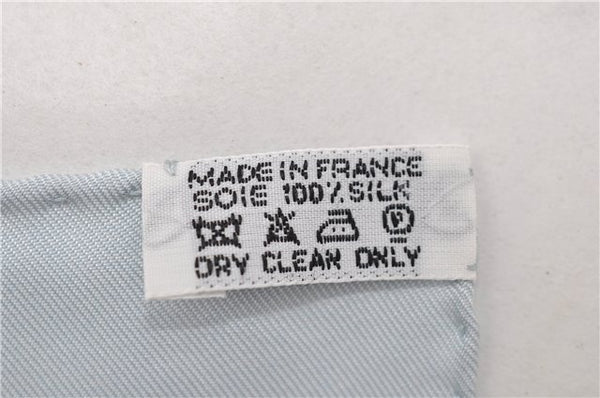 MADE IN FRANCE
SOIE 100% SILK
P
DRY CLEAN ONLY